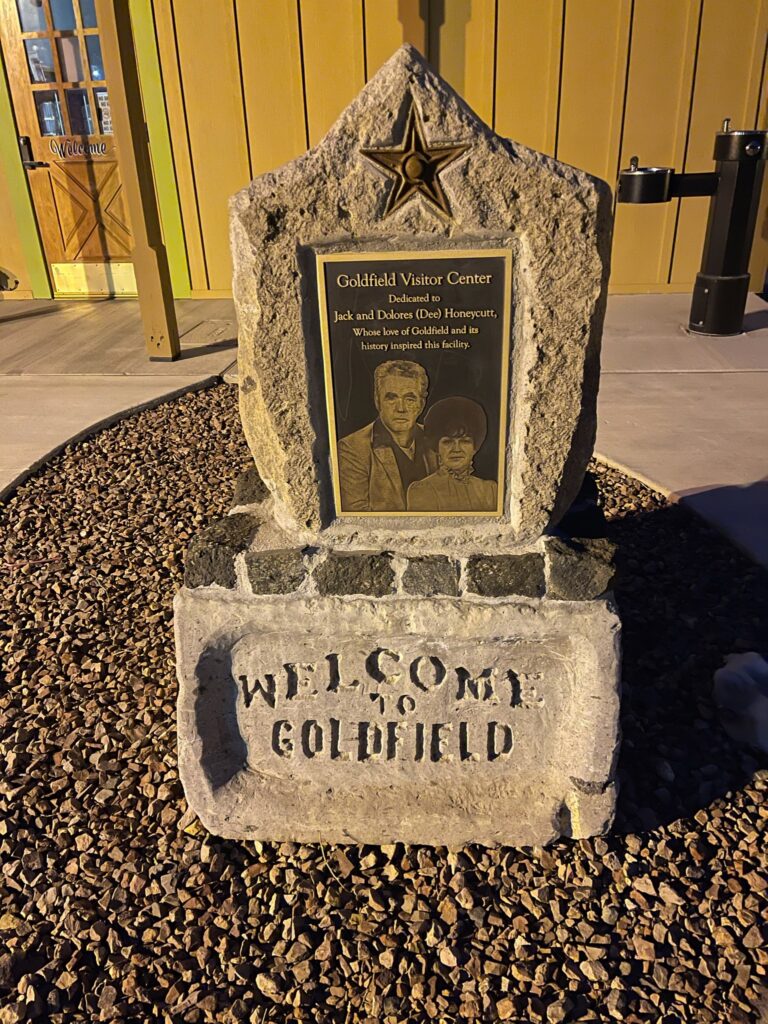 Welcome
Goldfield Visitor Center
Dedicated to
Jack and Dolores (Dee) Honeycutt,
Whose love of Goldfield and its
history inspired this facility.
WELCOME
TO
GOLDFIELD